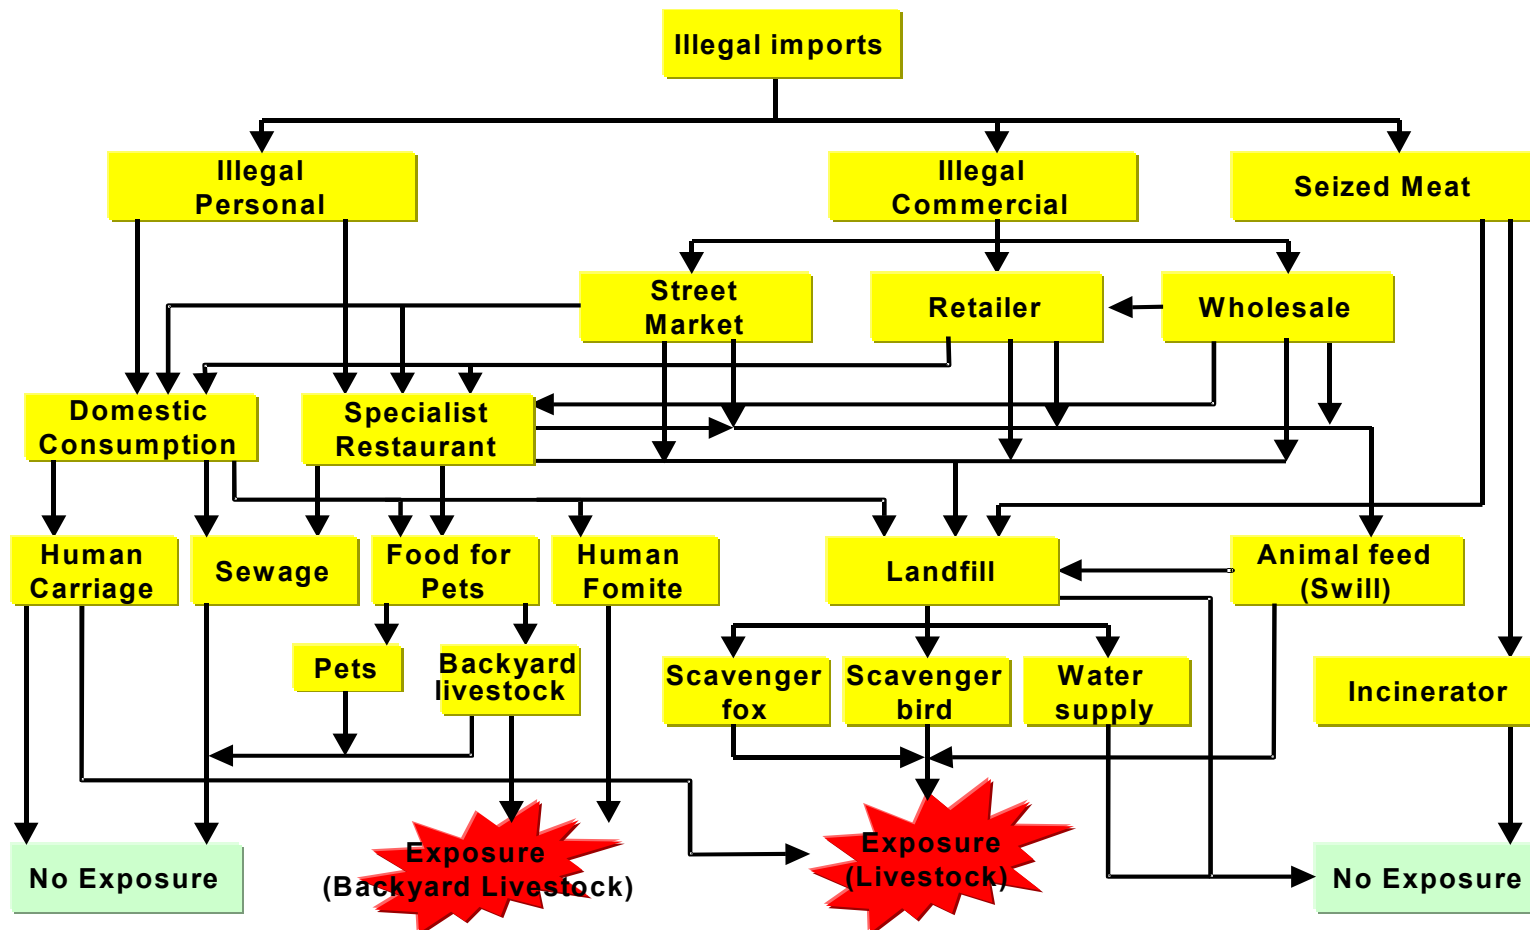 Illegal imports
Illegal
Personal
Illegal
Commercial
Seized Meat
Street
Market
Retailer
Wholesale
Domestic
Consumption
Specialist
Restaurant
Human
Carriage
Sewage
Food for
Pets
Human
Fomite
Landfill
Animal feed
(Swill)
Pets
Backyard
livestock
Scavenger
fox
Scavenger
bird
Water
supply
Incinerator
No Exposure
Exposure
(Backyard Livestock)
Exposure
(Livestock)
No Exposure